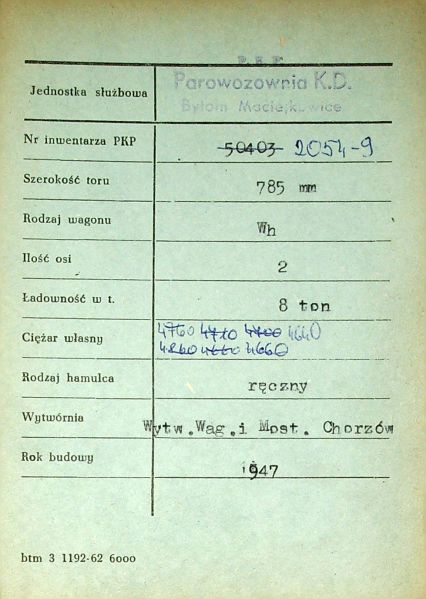 P.K.P.
Jednostka służbowa Parowozownia K.D.
Bytom Maciejkowice
Nr inwentarza PKP 50403 2054-9
Szerokość toru 785 mm
Rodzaj wagonu Wh
Ilość osi 2
Ładowność w t. 8 ton
Ciężar własny 4760 4710 4700 4640
4660 4660
Rodzaj hamulca ręczny
Wytwórnia Wytw.Wag.i Most. Chorzów
Rok budowy 1947
btm 3 1192-62 6000